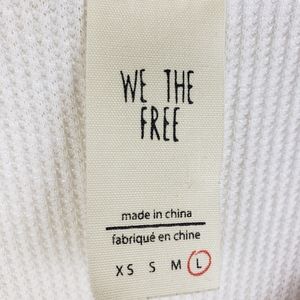 WE THE
FREE
made in china
fabriqué en chine
XS S M L